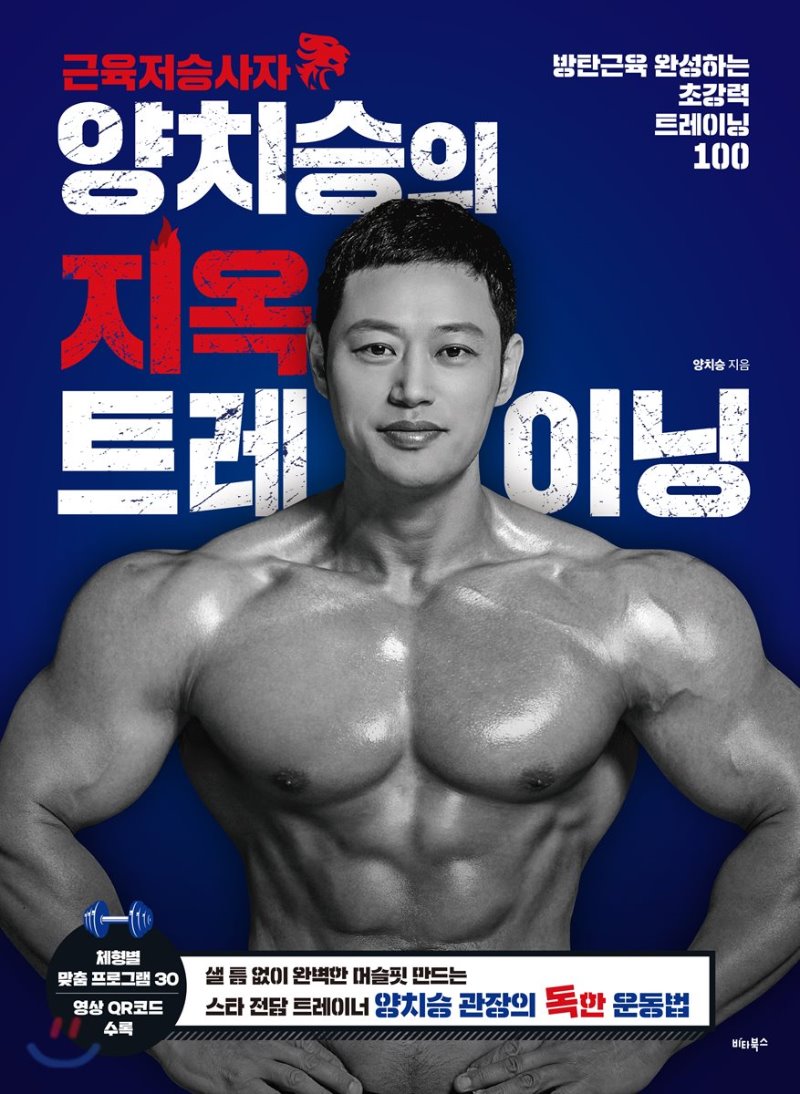 근육저승사자
양치승의
지옥
트레이닝
방탄근육 완성하는
초강력
트레이닝
100
양치승 지음
체형별
맞춤 프로그램 30
영상 QR코드
수록
샐 틈 없이 완벽한 머슬핏 만드는
스타 전담 트레이너 양치승 관장의 독한 운동법
비타북스